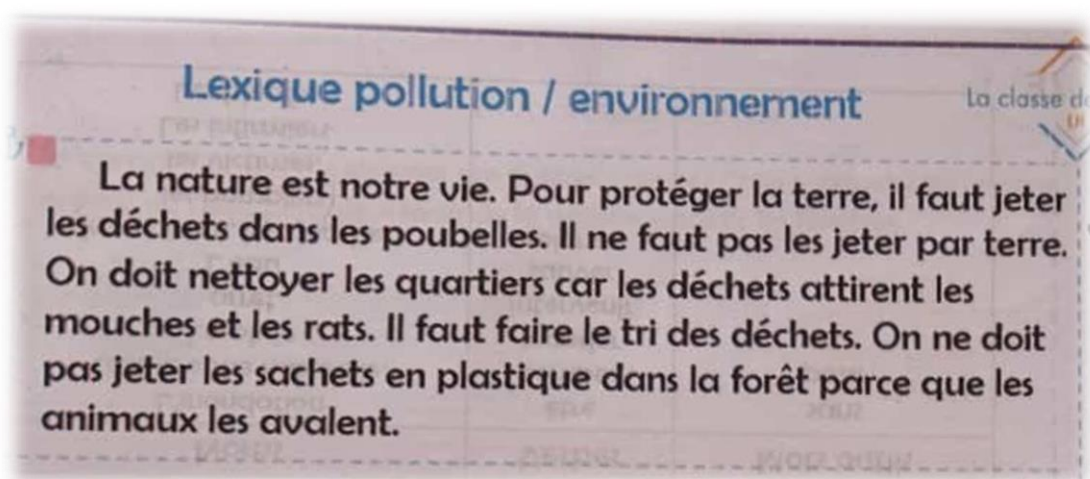 Lexique pollution / environnement
La classe d
La nature est notre vie. Pour protéger la terre, il faut jeter
les déchets dans les poubelles. Il ne faut pas les jeter par terre.
On doit nettoyer les quartiers car les déchets attirent les
mouches et les rats. Il faut faire le tri des déchets. On ne doit
pas jeter les sachets en plastique dans la forêt parce que les
animaux les avalent.